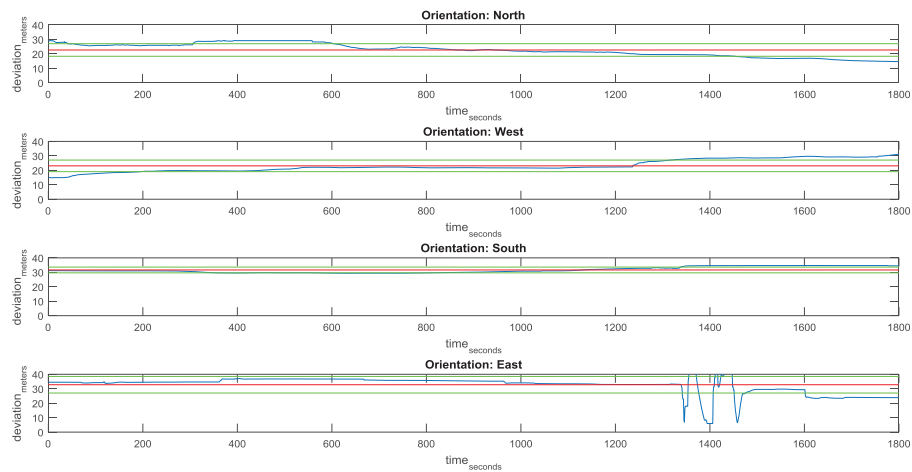 Orientation: North
deviation meters
40
30
20
10
0
0 200 400 600 800 1000 1200 1400 1600 1800
time seconds
Orientation: West
deviation meters
40
30
20
10
0
0 200 400 600 800 1000 1200 1400 1600 1800
time seconds
Orientation: South
deviation meters
40
30
20
10
0
0 200 400 600 800 1000 1200 1400 1600 1800
time seconds
Orientation: East
deviation meters
40
30
20
10
0
0 200 400 600 800 1000 1200 1400 1600 1800
time seconds